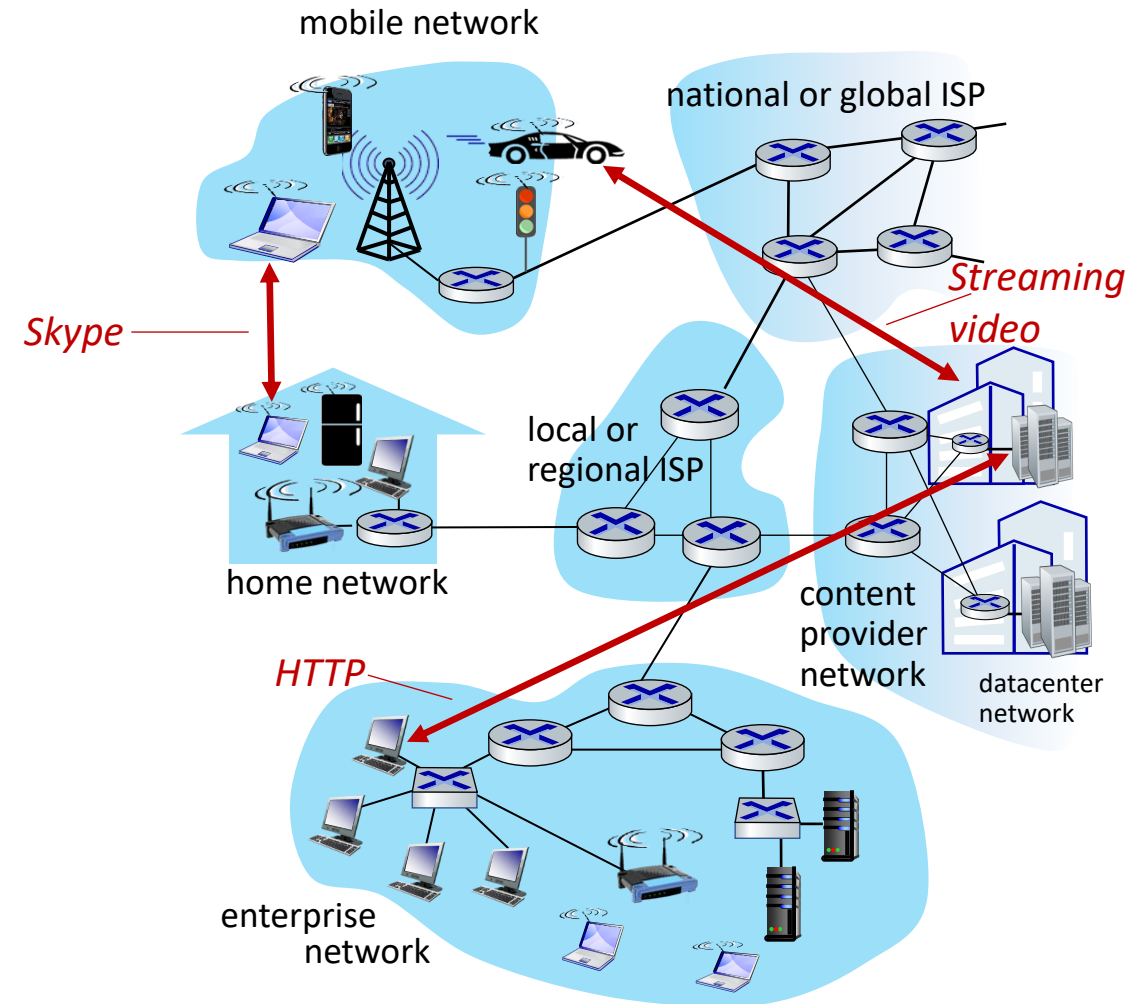 mobile network
national or global ISP
Streaming
video
Skype
local or
regional ISP
home network
content
provider
network
datacenter
network
HTTP
enterprise
network